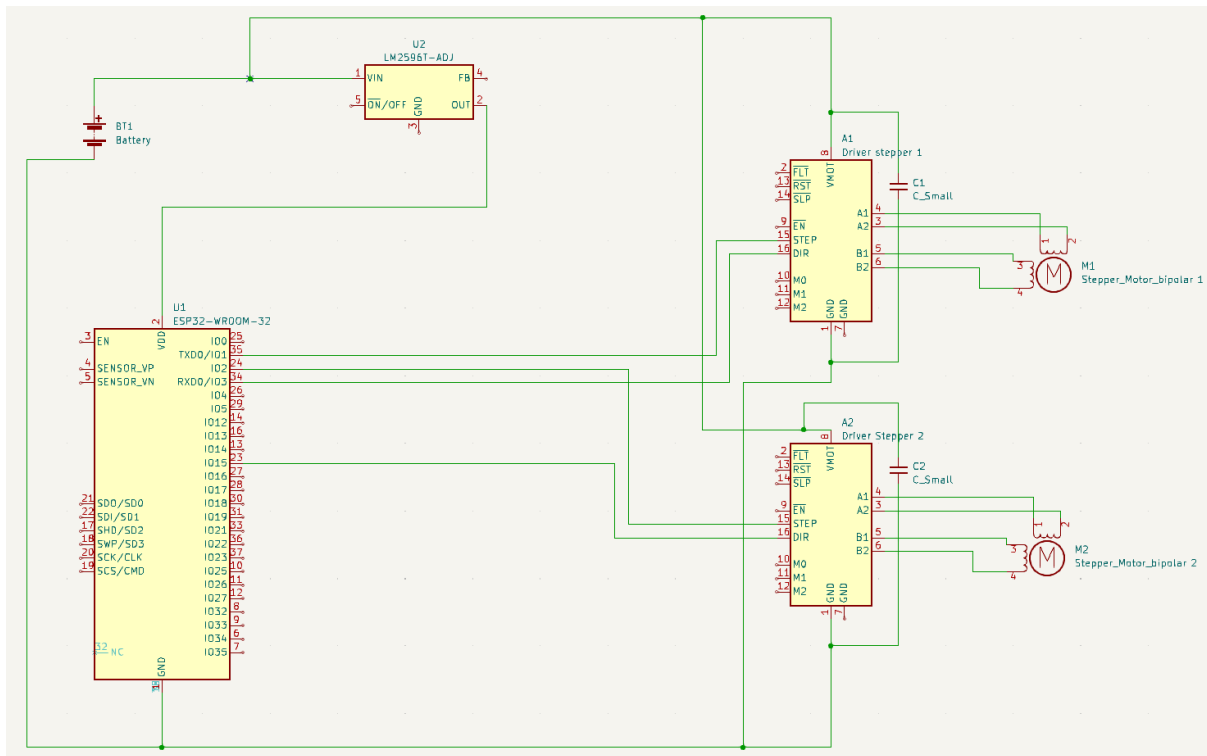 U2
LM2596T-ADJ
1 VIN FB 4
5 ON/OFF GND OUT 2
3
+
BT1
Battery
U1
ESP32-WROOM-32
2
VDD
3 EN IO0 25
TXD0/IO1 35
4 SENSOR_VP IO2 24
5 SENSOR_VN RXD0/IO3 34
IO4 26
IO5 29
IO12 14
IO13 16
IO14 13
IO15 23
IO16 27
IO17 28
21 SDO/SD0 IO18 30
22 SDI/SD1 IO19 31
17 SHD/SD2 IO21 33
18 SWP/SD3 IO22 36
20 SCK/CLK IO23 37
19 SCS/CMD IO25 10
IO26 11
IO27 12
IO32 8
IO33 9
IO34 6
32 NC IO35 7
GND
1
A1
Driver stepper 1
8
VMOT
2 FLT
13 RST
14 SLP
A1 4
A2 3
9 EN
15 STEP
16 DIR
B1 5
B2 6
10 M0
11 M1
12 M2
GND GND
1 7
C1
C_Small
1 2
3
4
M
M1
Stepper_Motor_bipolar 1
A2
Driver Stepper 2
8
VMOT
2 FLT
13 RST
14 SLP
A1 4
A2 3
9 EN
15 STEP
16 DIR
B1 5
B2 6
10 M0
11 M1
12 M2
GND GND
1 7
C2
C_Small
1 2
3
4
M
M2
Stepper_Motor_bipolar 2